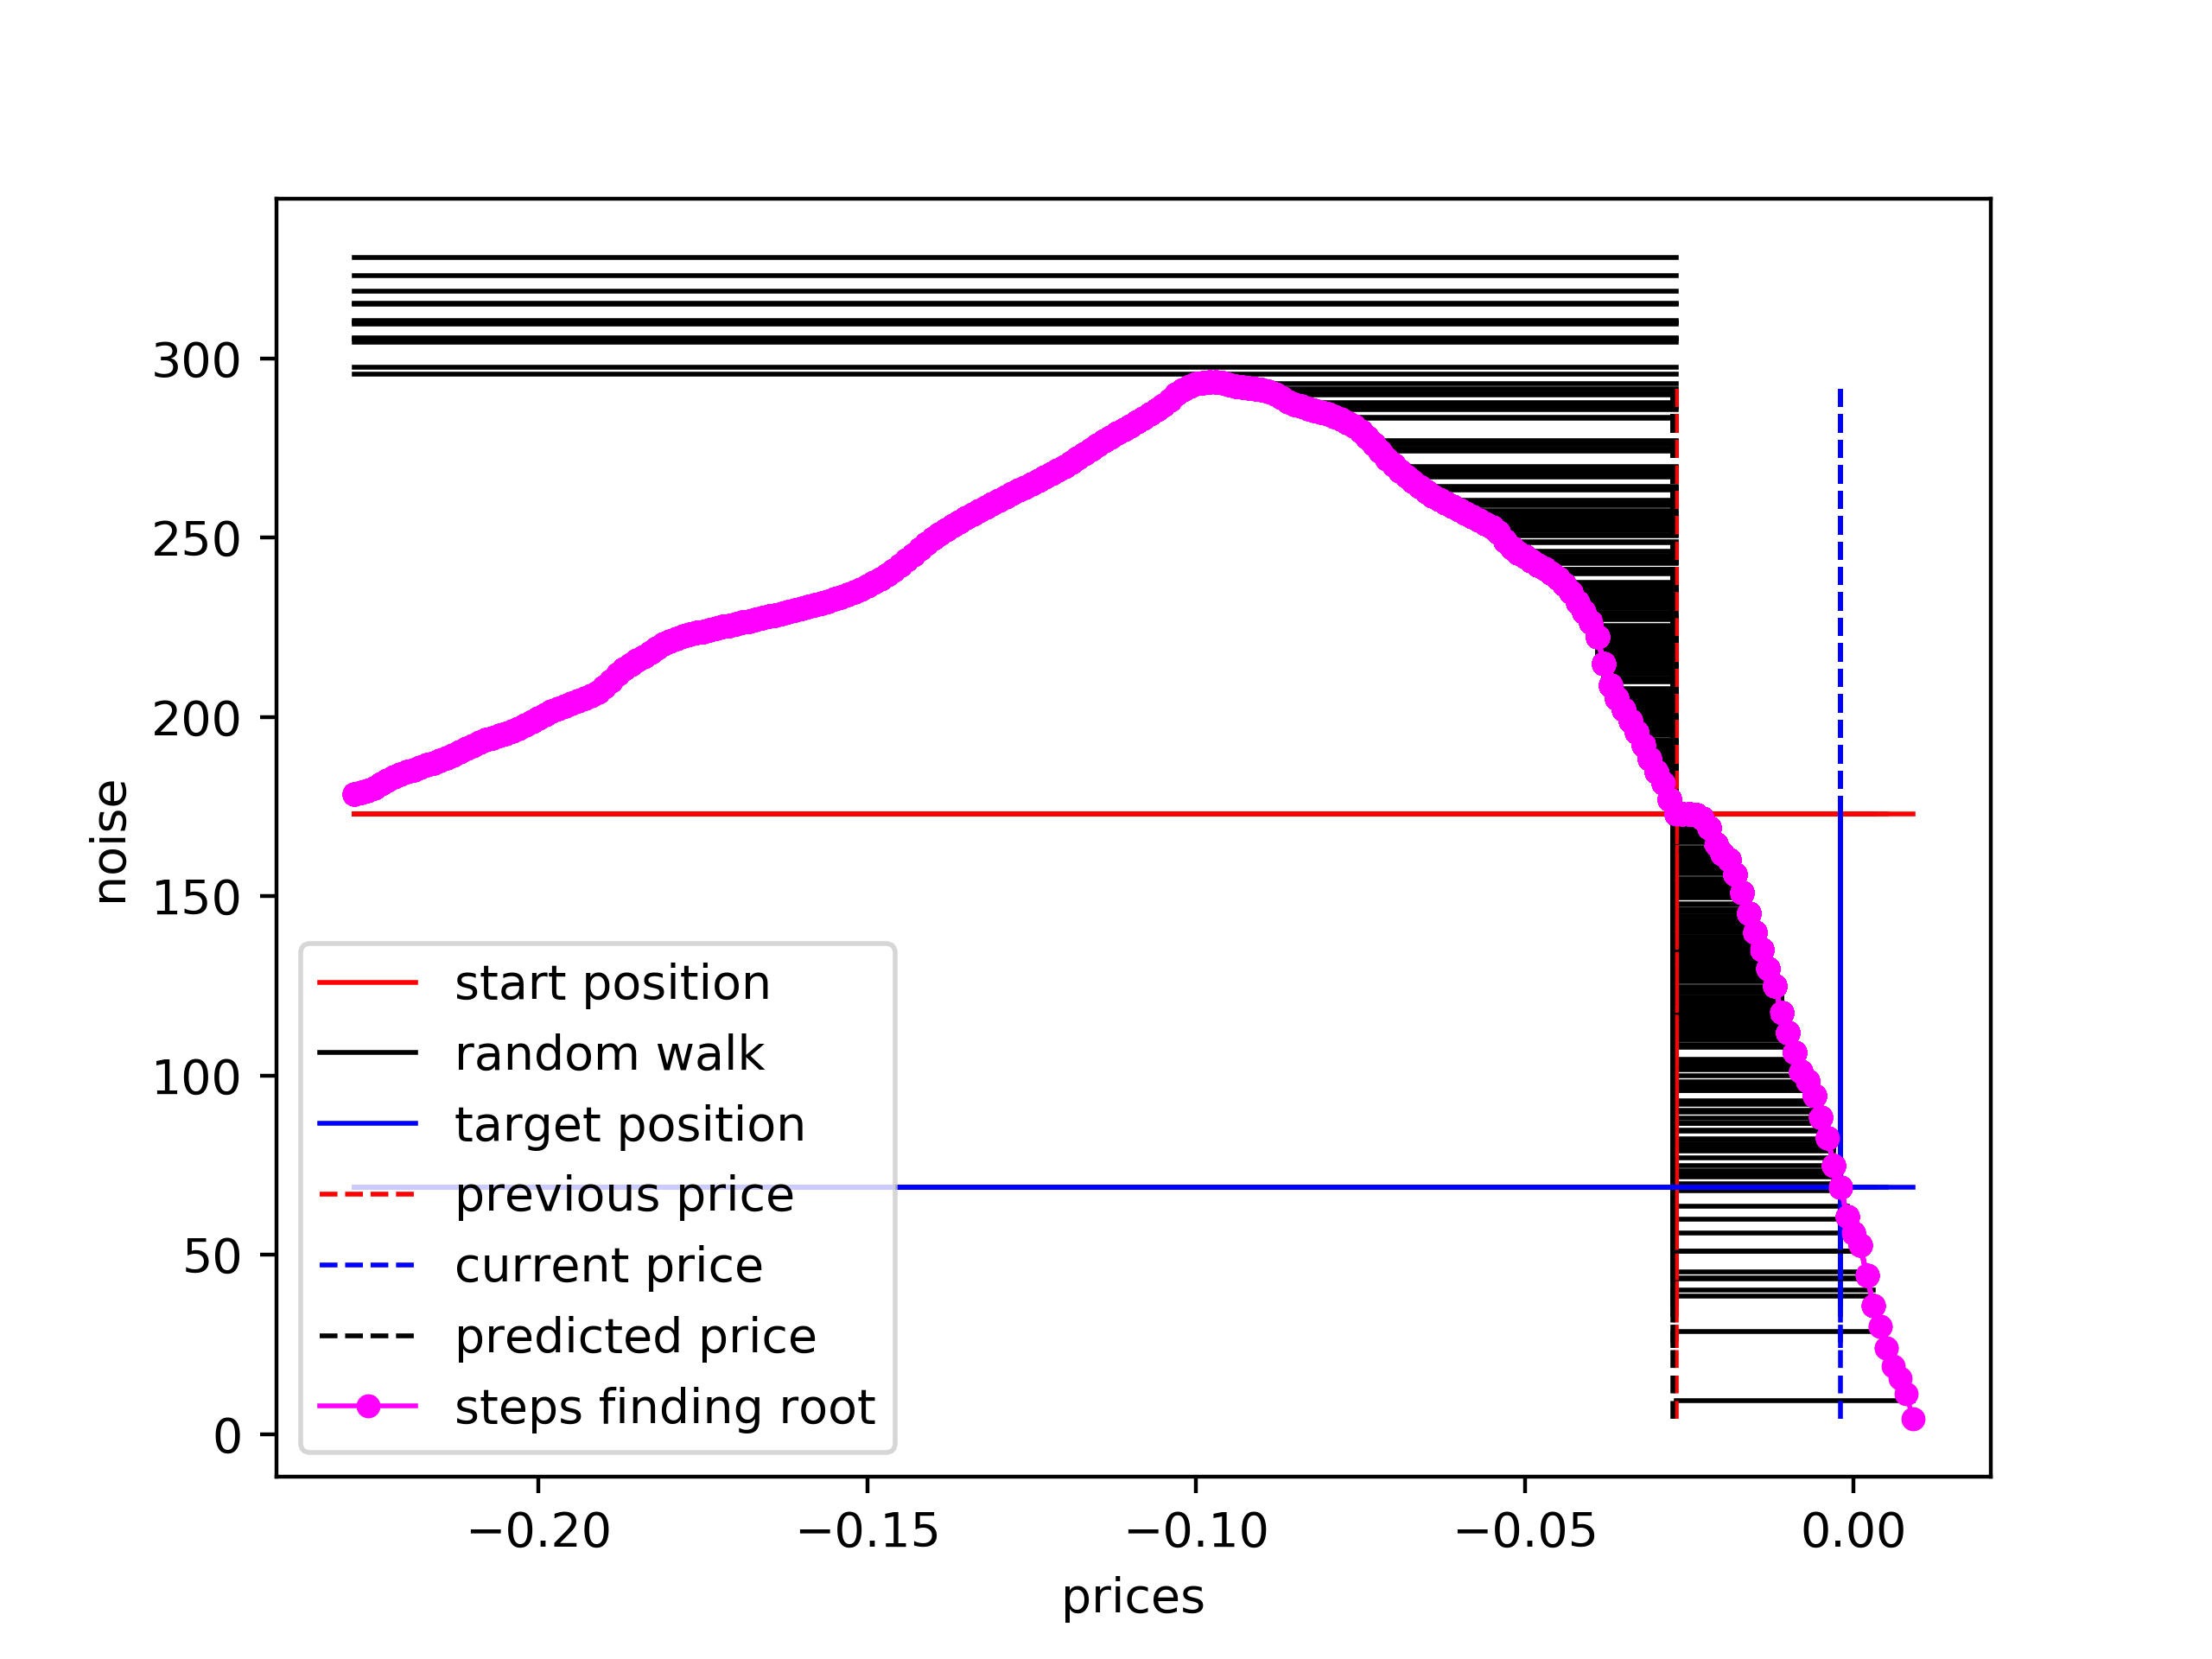 300
250
200
150
100
50
0
noise
start position
random walk
target position
previous price
current price
predicted price
steps finding root
−0.20
−0.15
−0.10
−0.05
0.00
prices